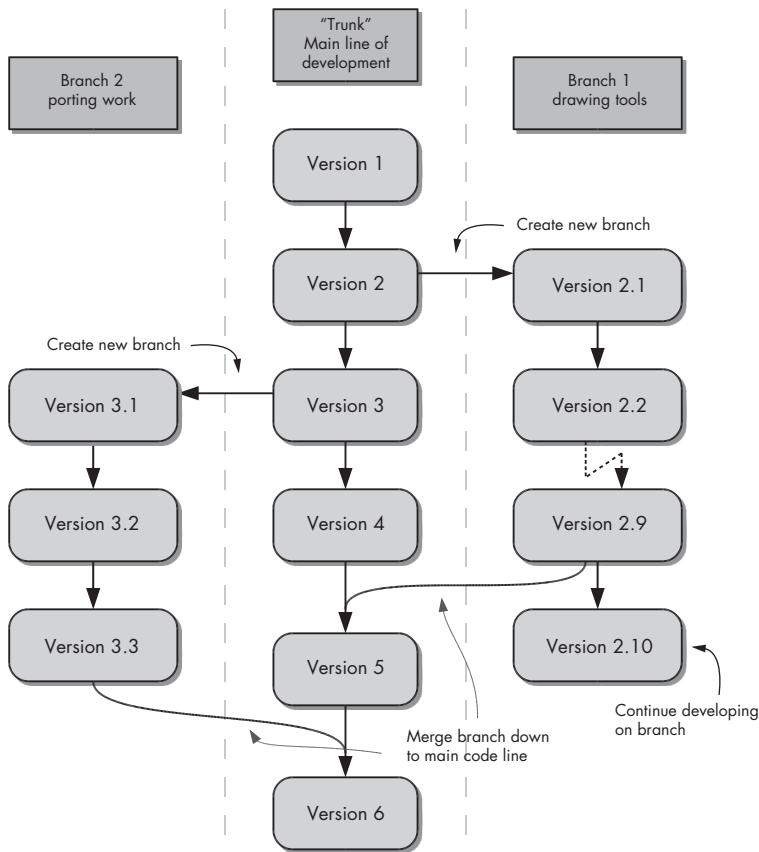 “Trunk”
Main line of
development
Branch 2
porting work
Branch 1
drawing tools
Version 1
Create new branch
Version 2
Version 2.1
Create new branch
Version 3.1
Version 3
Version 2.2
Version 3.2
Version 4
Version 2.9
Version 3.3
Version 5
Version 2.10
Continue developing
on branch
Merge branch down
to main code line
Version 6